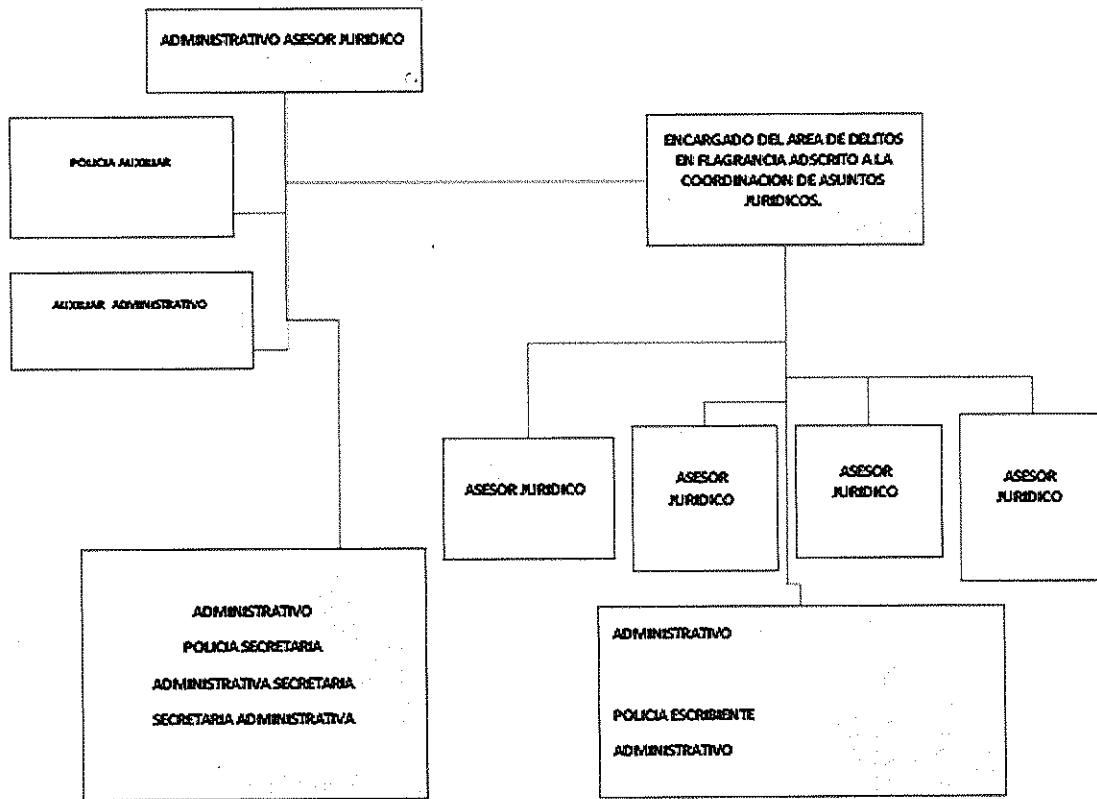 ADMINISTRATIVO ASESOR JURIDICO
POLICIA AUXILIAR
ENCARGADO DEL AREA DE DELITOS
EN FLAGRANCIA ADSCRITO A LA
COORDINACION DE ASUNTOS
JURIDICOS.
AUXILIAR ADMINISTRATIVO
ASESOR JURIDICO
ASESOR
JURIDICO
ASESOR
JURIDICO
ASESOR
JURIDICO
ADMINISTRATIVO
POLICIA SECRETARIA
ADMINISTRATIVA SECRETARIA
SECRETARIA ADMINISTRATIVA
ADMINISTRATIVO
POLICIA ESCRIBIENTE
ADMINISTRATIVO